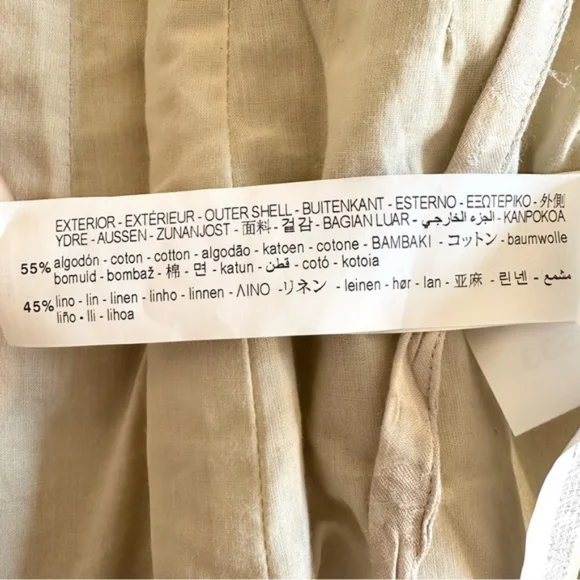 EXTERIOR - EXTÉRIEUR - OUTER SHELL - BUITENKANT - ESTERNO - ΕΞΩΤΕΡΙΚΟ - 外側
YDRE - AUSSEN - ZUNANJOST - 面料 - 겉감 - BAGIAN LUAR - الجزء الخارجي - KANPOKOA
55% algodón - coton - cotton - algodão - katoen - cotone - BAMBAKI - コットン - baumwolle
bomuld - bombaž - 棉 - 면 - katun - قطن - cotó - kotoia
45% lino - lin - linen - linho - linnen - ΛΙΝΟ - リネン - leinen - hør - lan - 亚麻 - 린넨 - مشمع
liño • lli - lihoa